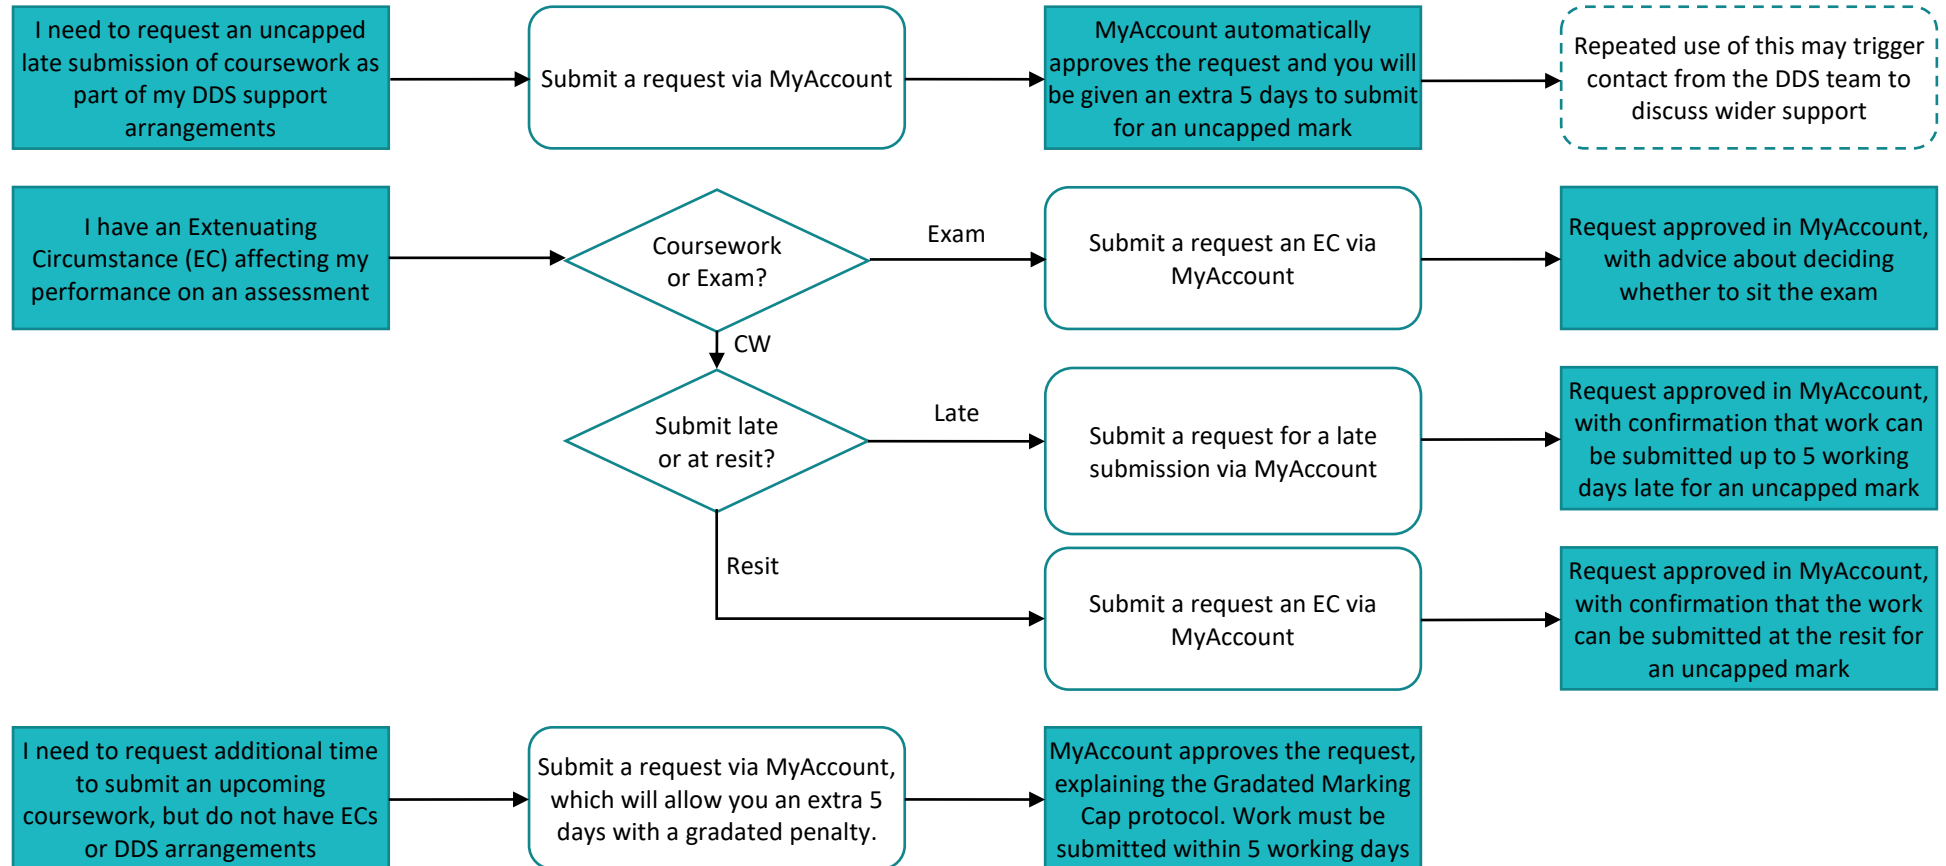 I need to request an uncapped
late submission of coursework as
part of my DDS support
arrangements
Submit a request via MyAccount
MyAccount automatically
approves the request and you will
be given an extra 5 days to submit
for an uncapped mark
Repeated use of this may trigger
contact from the DDS team to
discuss wider support
I have an Extenuating
Circumstance (EC) affecting my
performance on an assessment
Coursework
or Exam?
Exam
Submit a request an EC via
MyAccount
Request approved in MyAccount,
with advice about deciding
whether to sit the exam
CW
Submit late
or at resit?
Late
Submit a request for a late
submission via MyAccount
Request approved in MyAccount,
with confirmation that work can
be submitted up to 5 working
days late for an uncapped mark
Resit
Submit a request an EC via
MyAccount
Request approved in MyAccount,
with confirmation that the work
can be submitted at the resit for
an uncapped mark
I need to request additional time
to submit an upcoming
coursework, but do not have ECs
or DDS arrangements
Submit a request via MyAccount,
which will allow you an extra 5
days with a gradated penalty.
MyAccount approves the request,
explaining the Gradated Marking
Cap protocol. Work must be
submitted within 5 working days